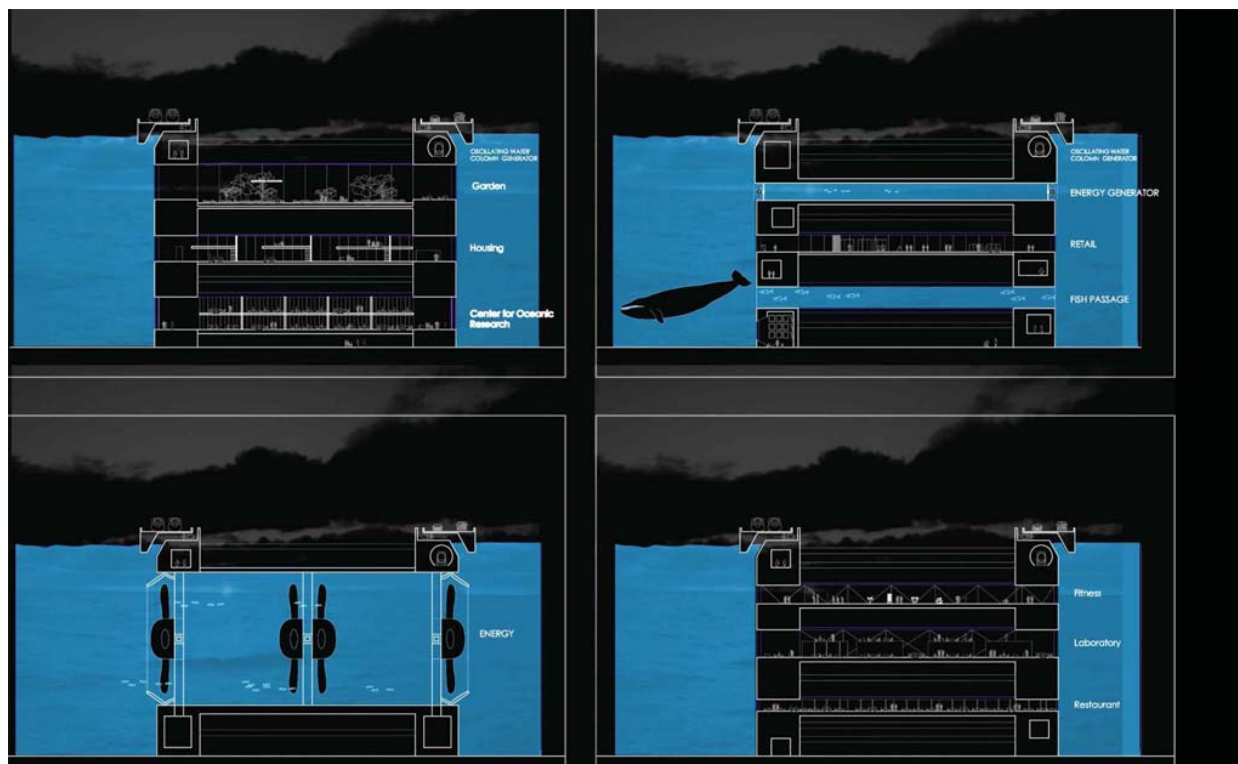 OSCILLATING WATER
COLOMN GENERATOR
Garden
Housing
Center for Oceanic
Research
OSCILLATING WATER
COLOMN GENERATOR
ENERGY GENERATOR
RETAIL
FISH PASSAGE
ENERGY
Fitness
Laboratory
Restaurant